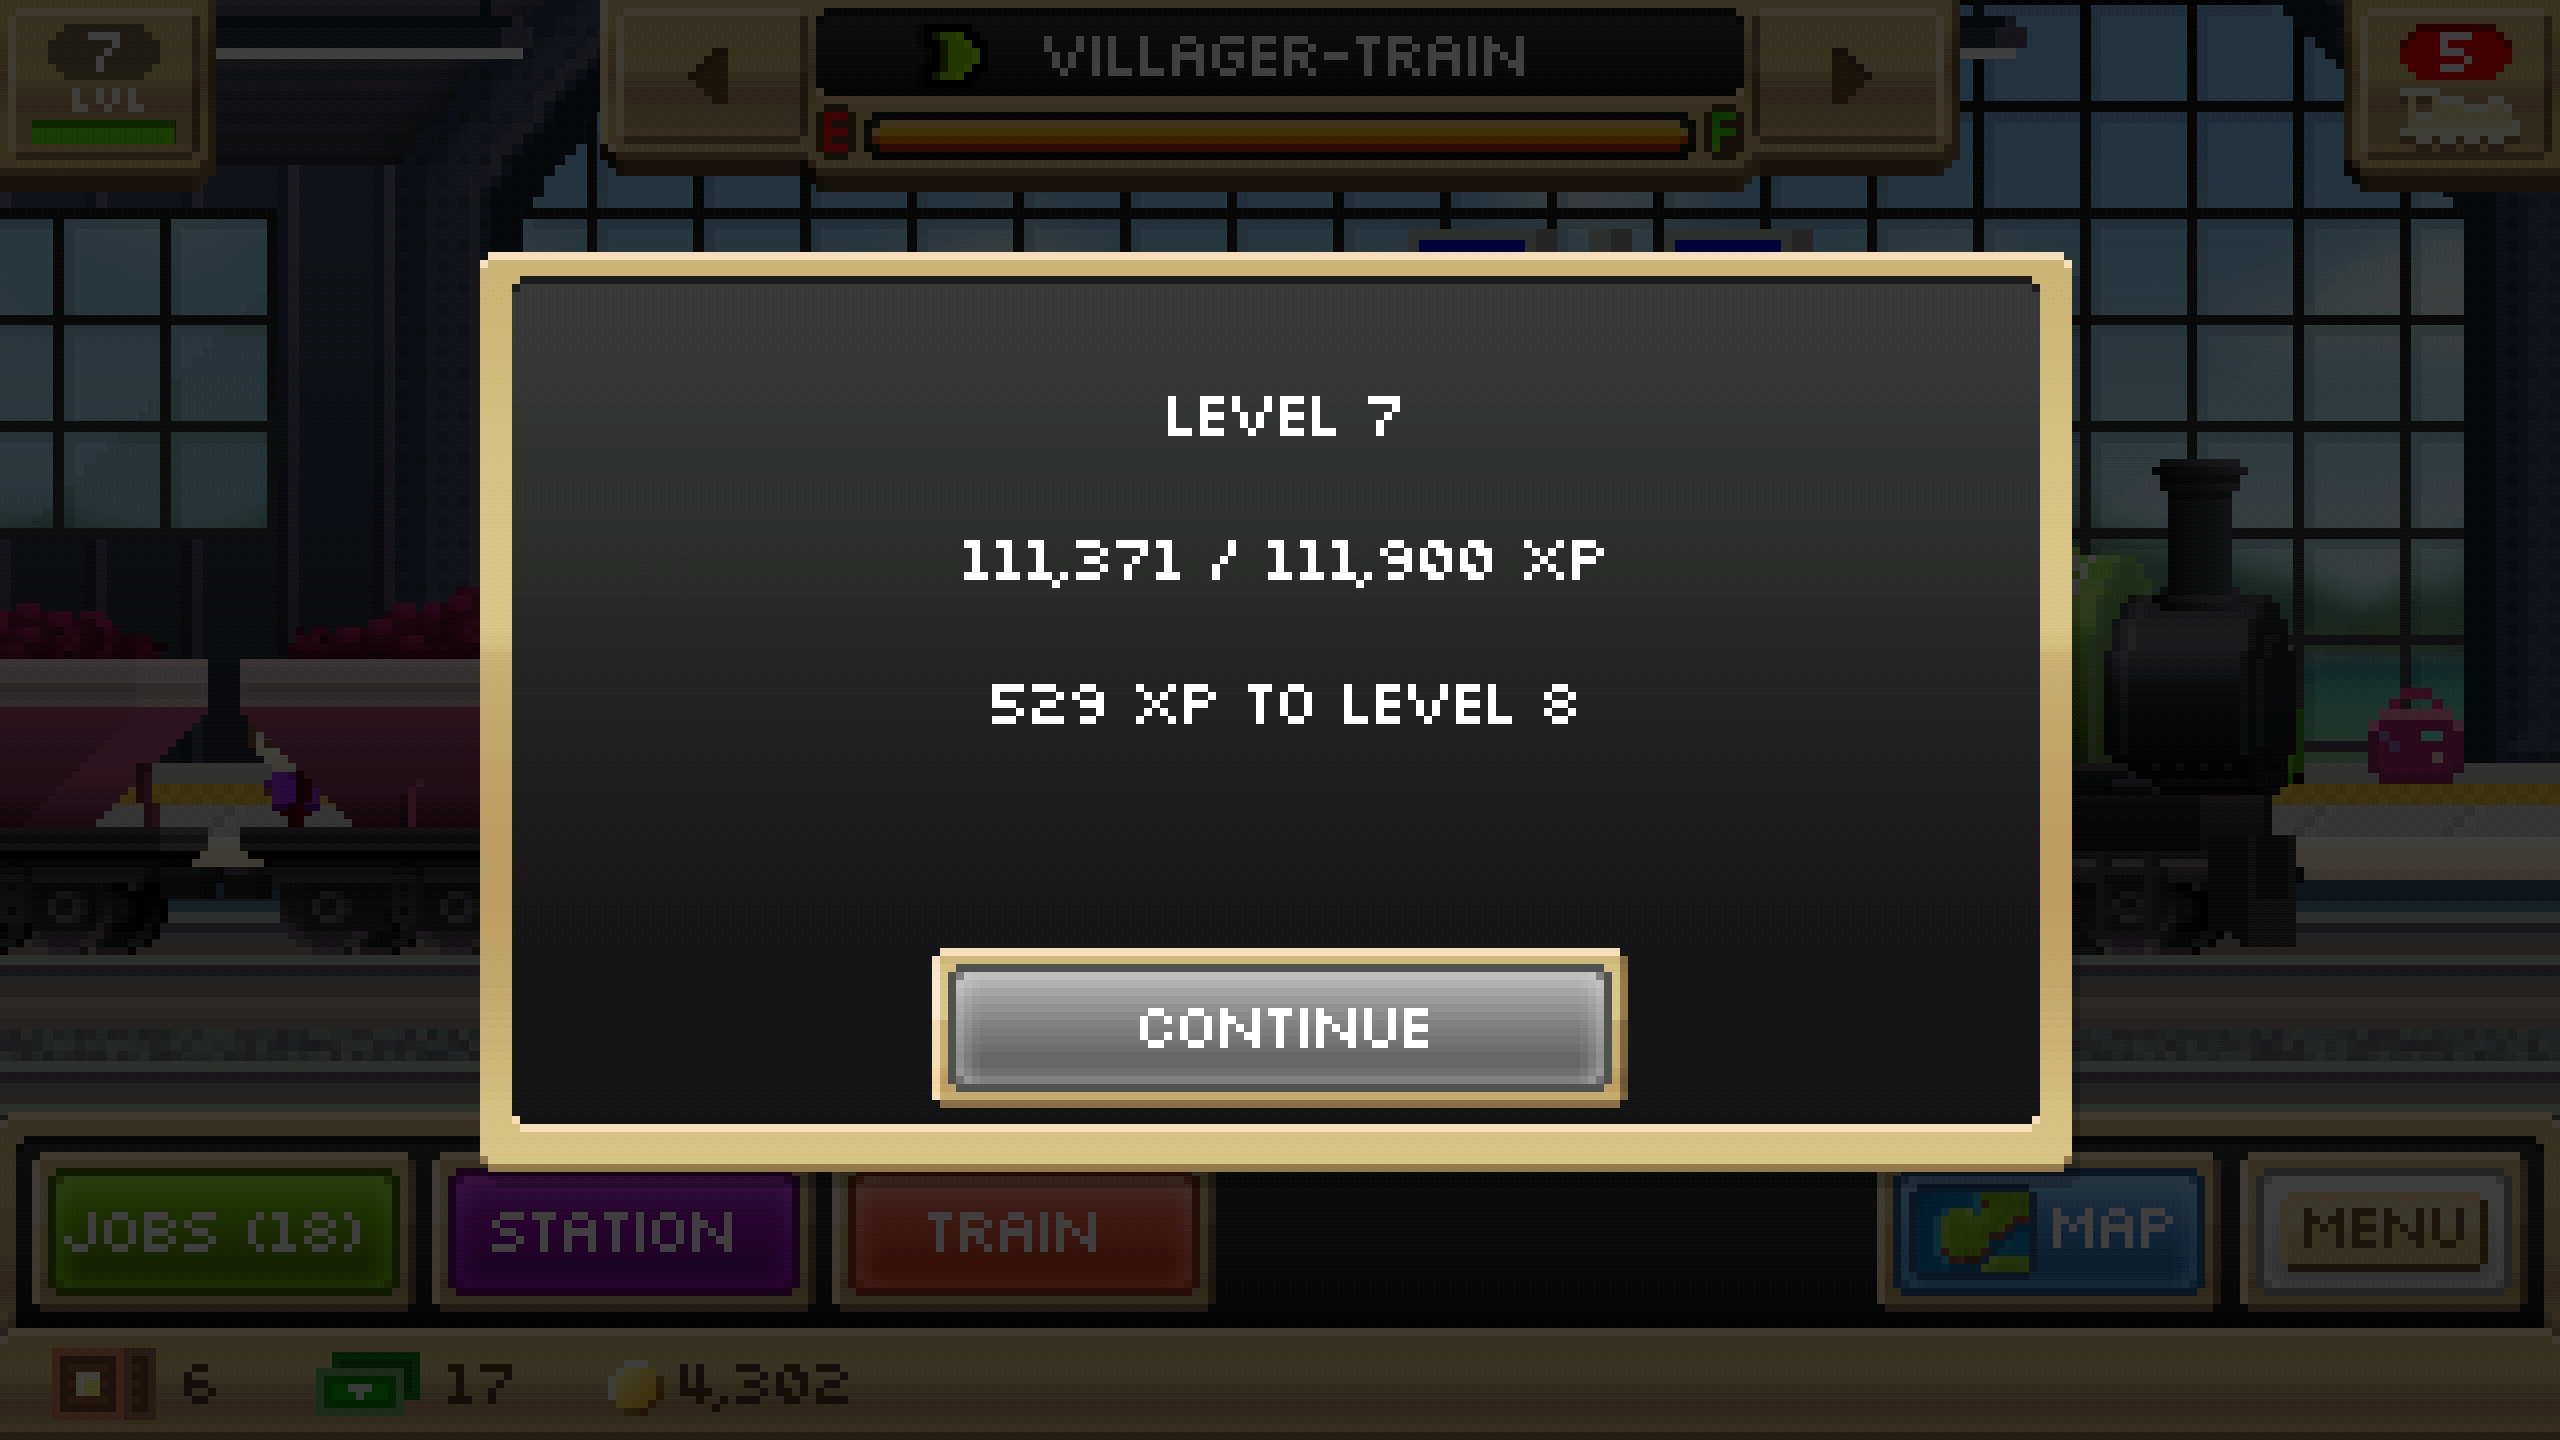 7
LVL
VILLAGER-TRAIN
E
F
5
LEVEL 7
111,371 / 111,900 XP
529 XP TO LEVEL 8
CONTINUE
JOBS (18)
STATION
TRAIN
MAP
MENU
6
17
4,302